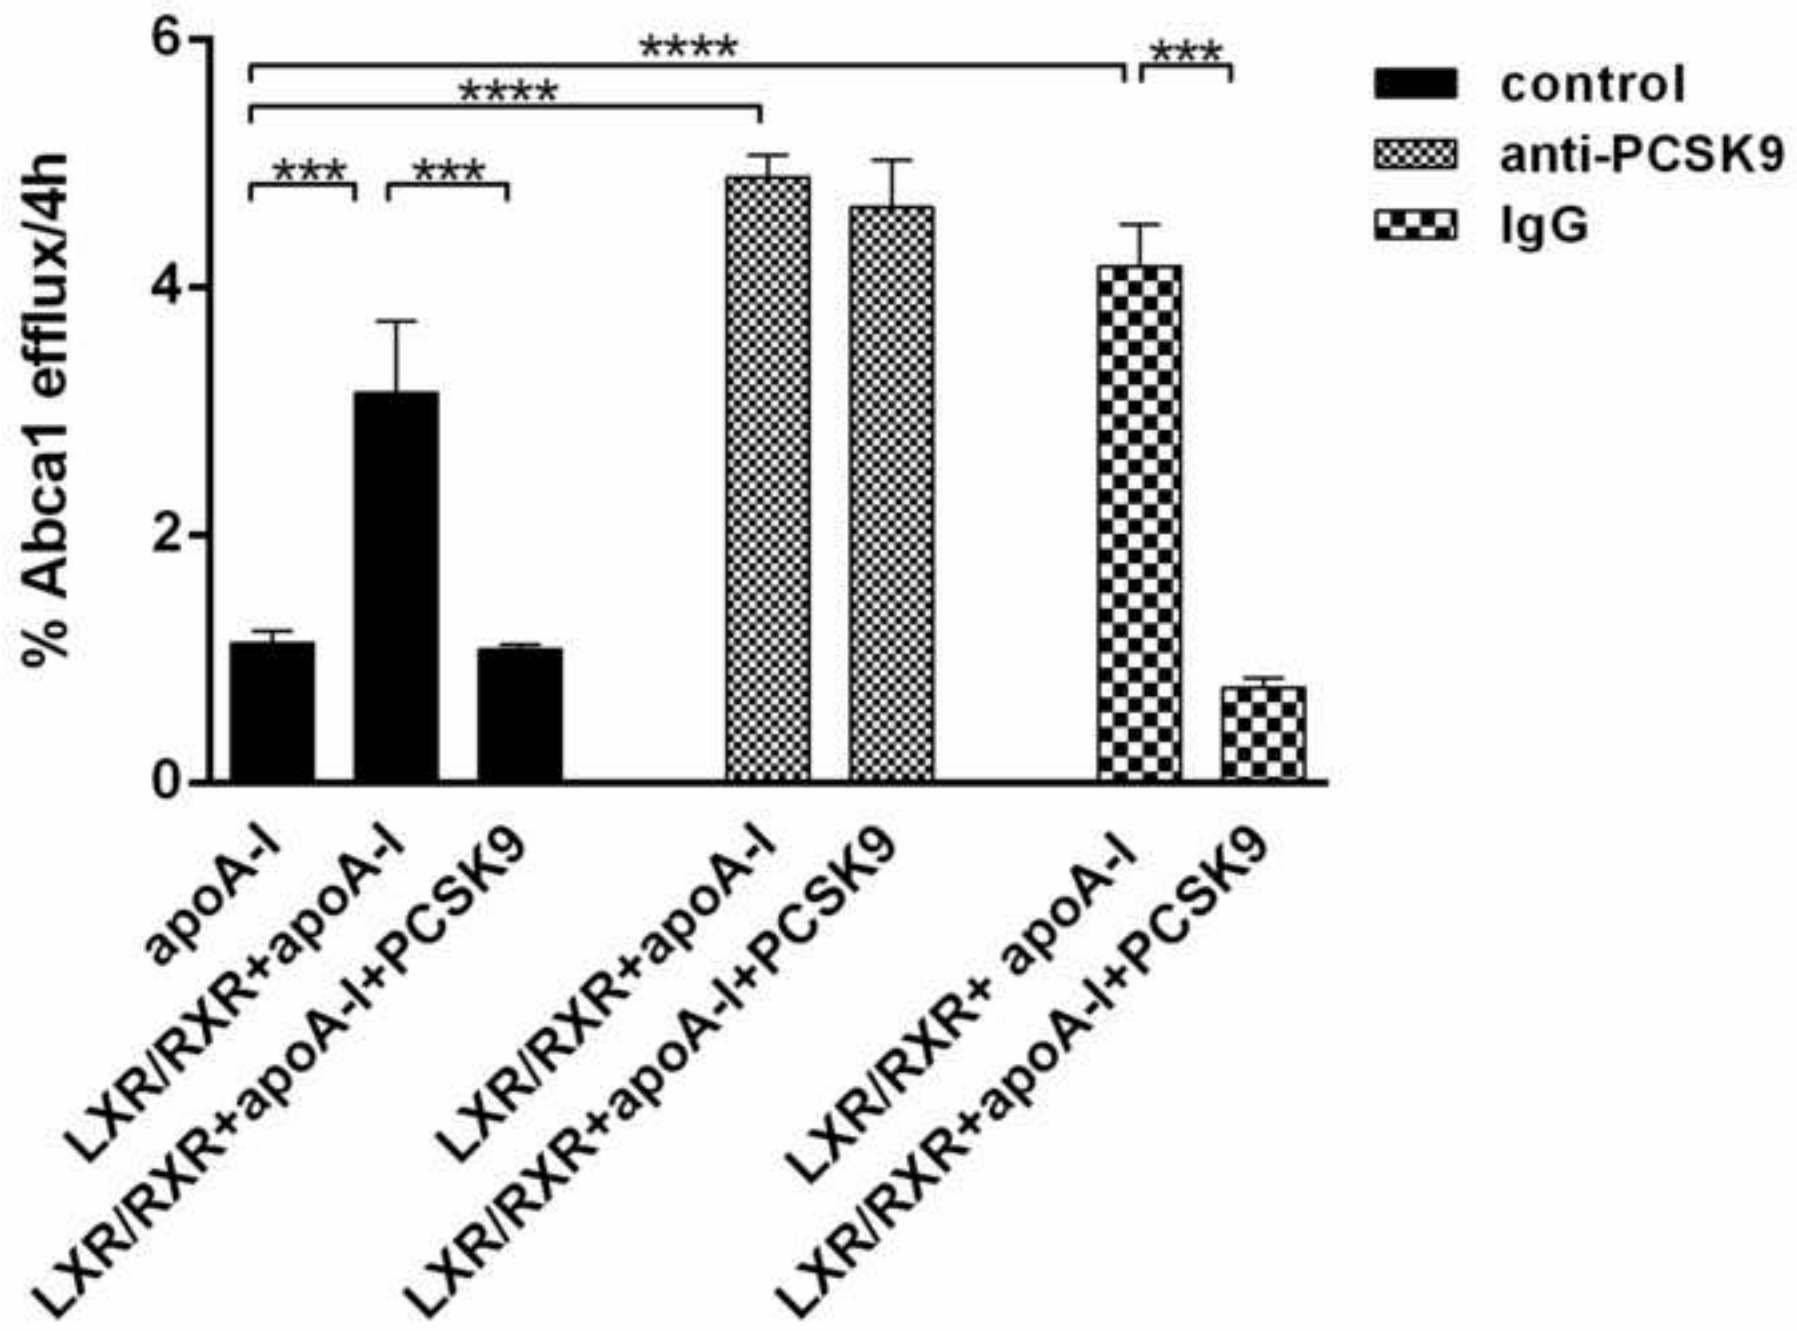 % Abca1 efflux/4h
6
4
2
0
****
***
****
***
***
control
anti-PCSK9
IgG
apoA-I
LXR/RXR+apoA-I
LXR/RXR+apoA-I+PCSK9
LXR/RXR+apoA-I
LXR/RXR+apoA-I+PCSK9
LXR/RXR+ apoA-I
LXR/RXR+apoA-I+PCSK9